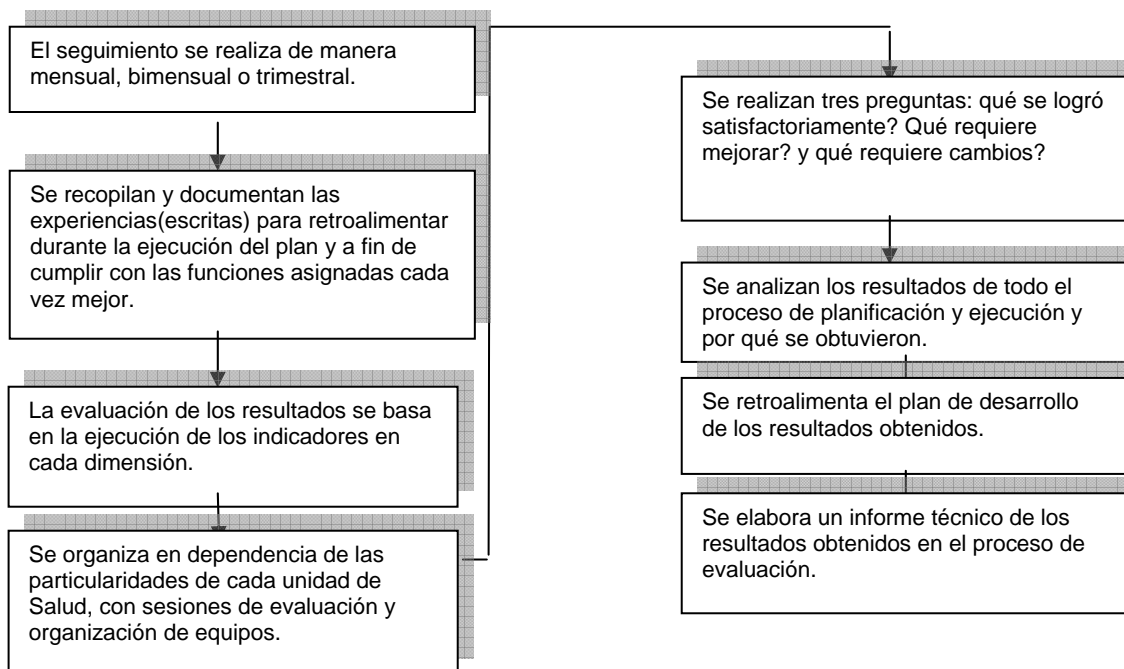 El seguimiento se realiza de manera
mensual, bimensual o trimestral.
Se recopilan y documentan las
experiencias(escritas) para retroalimentar
durante la ejecución del plan y a fin de
cumplir con las funciones asignadas cada
vez mejor.
La evaluación de los resultados se basa
en la ejecución de los indicadores en
cada dimensión.
Se organiza en dependencia de las
particularidades de cada unidad de
Salud, con sesiones de evaluación y
organización de equipos.
Se realizan tres preguntas: qué se logró
satisfactoriamente? Qué requiere
mejorar? y qué requiere cambios?
Se analizan los resultados de todo el
proceso de planificación y ejecución y
por qué se obtuvieron.
Se retroalimenta el plan de desarrollo
de los resultados obtenidos.
Se elabora un informe técnico de los
resultados obtenidos en el proceso de
evaluación.